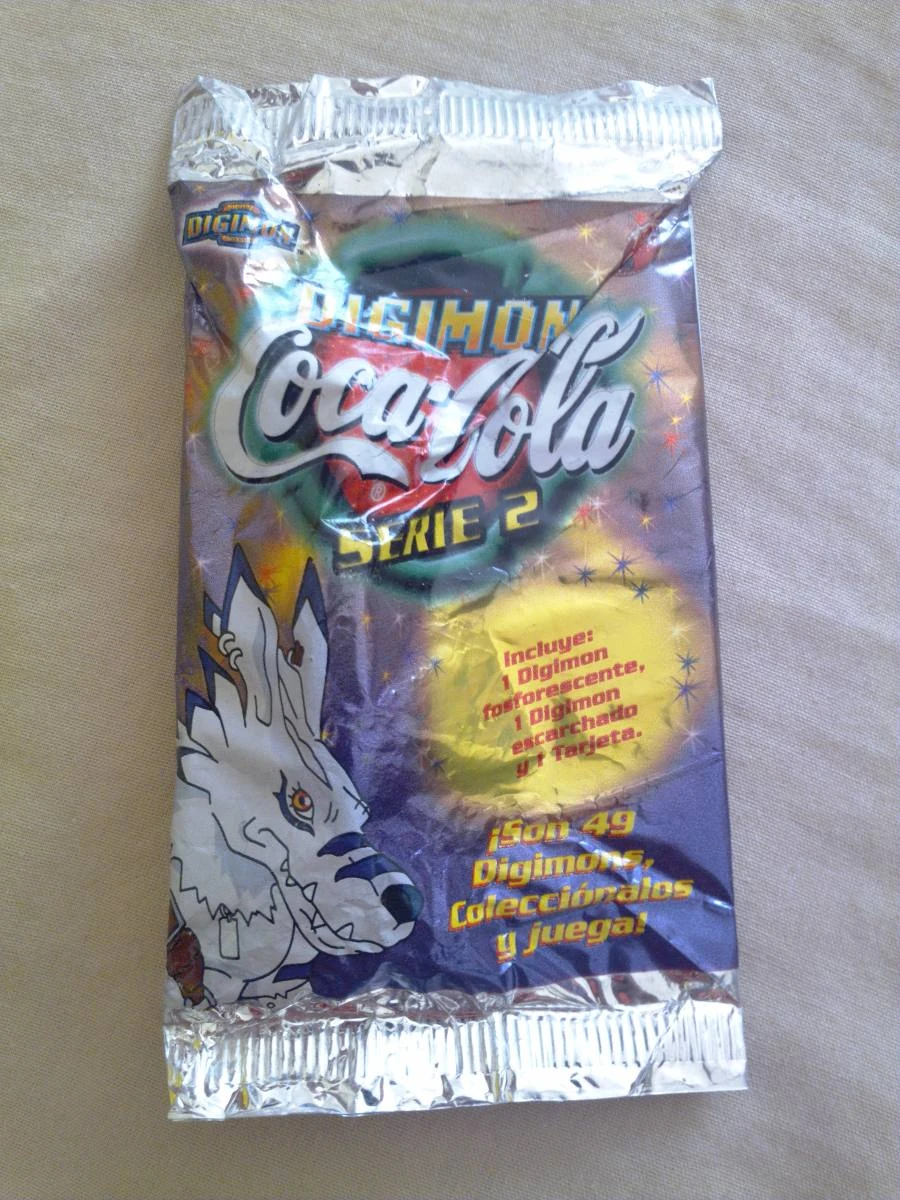 DIGIMON
DIGIMON
Coca-Cola
®
SERIE 2
Incluye:
1 Digimon
fosforescente,
1 Digimon
escarchado
y 1 Tarjeta.
¡Son 49
Digimons,
Colecciónalos
y juega!